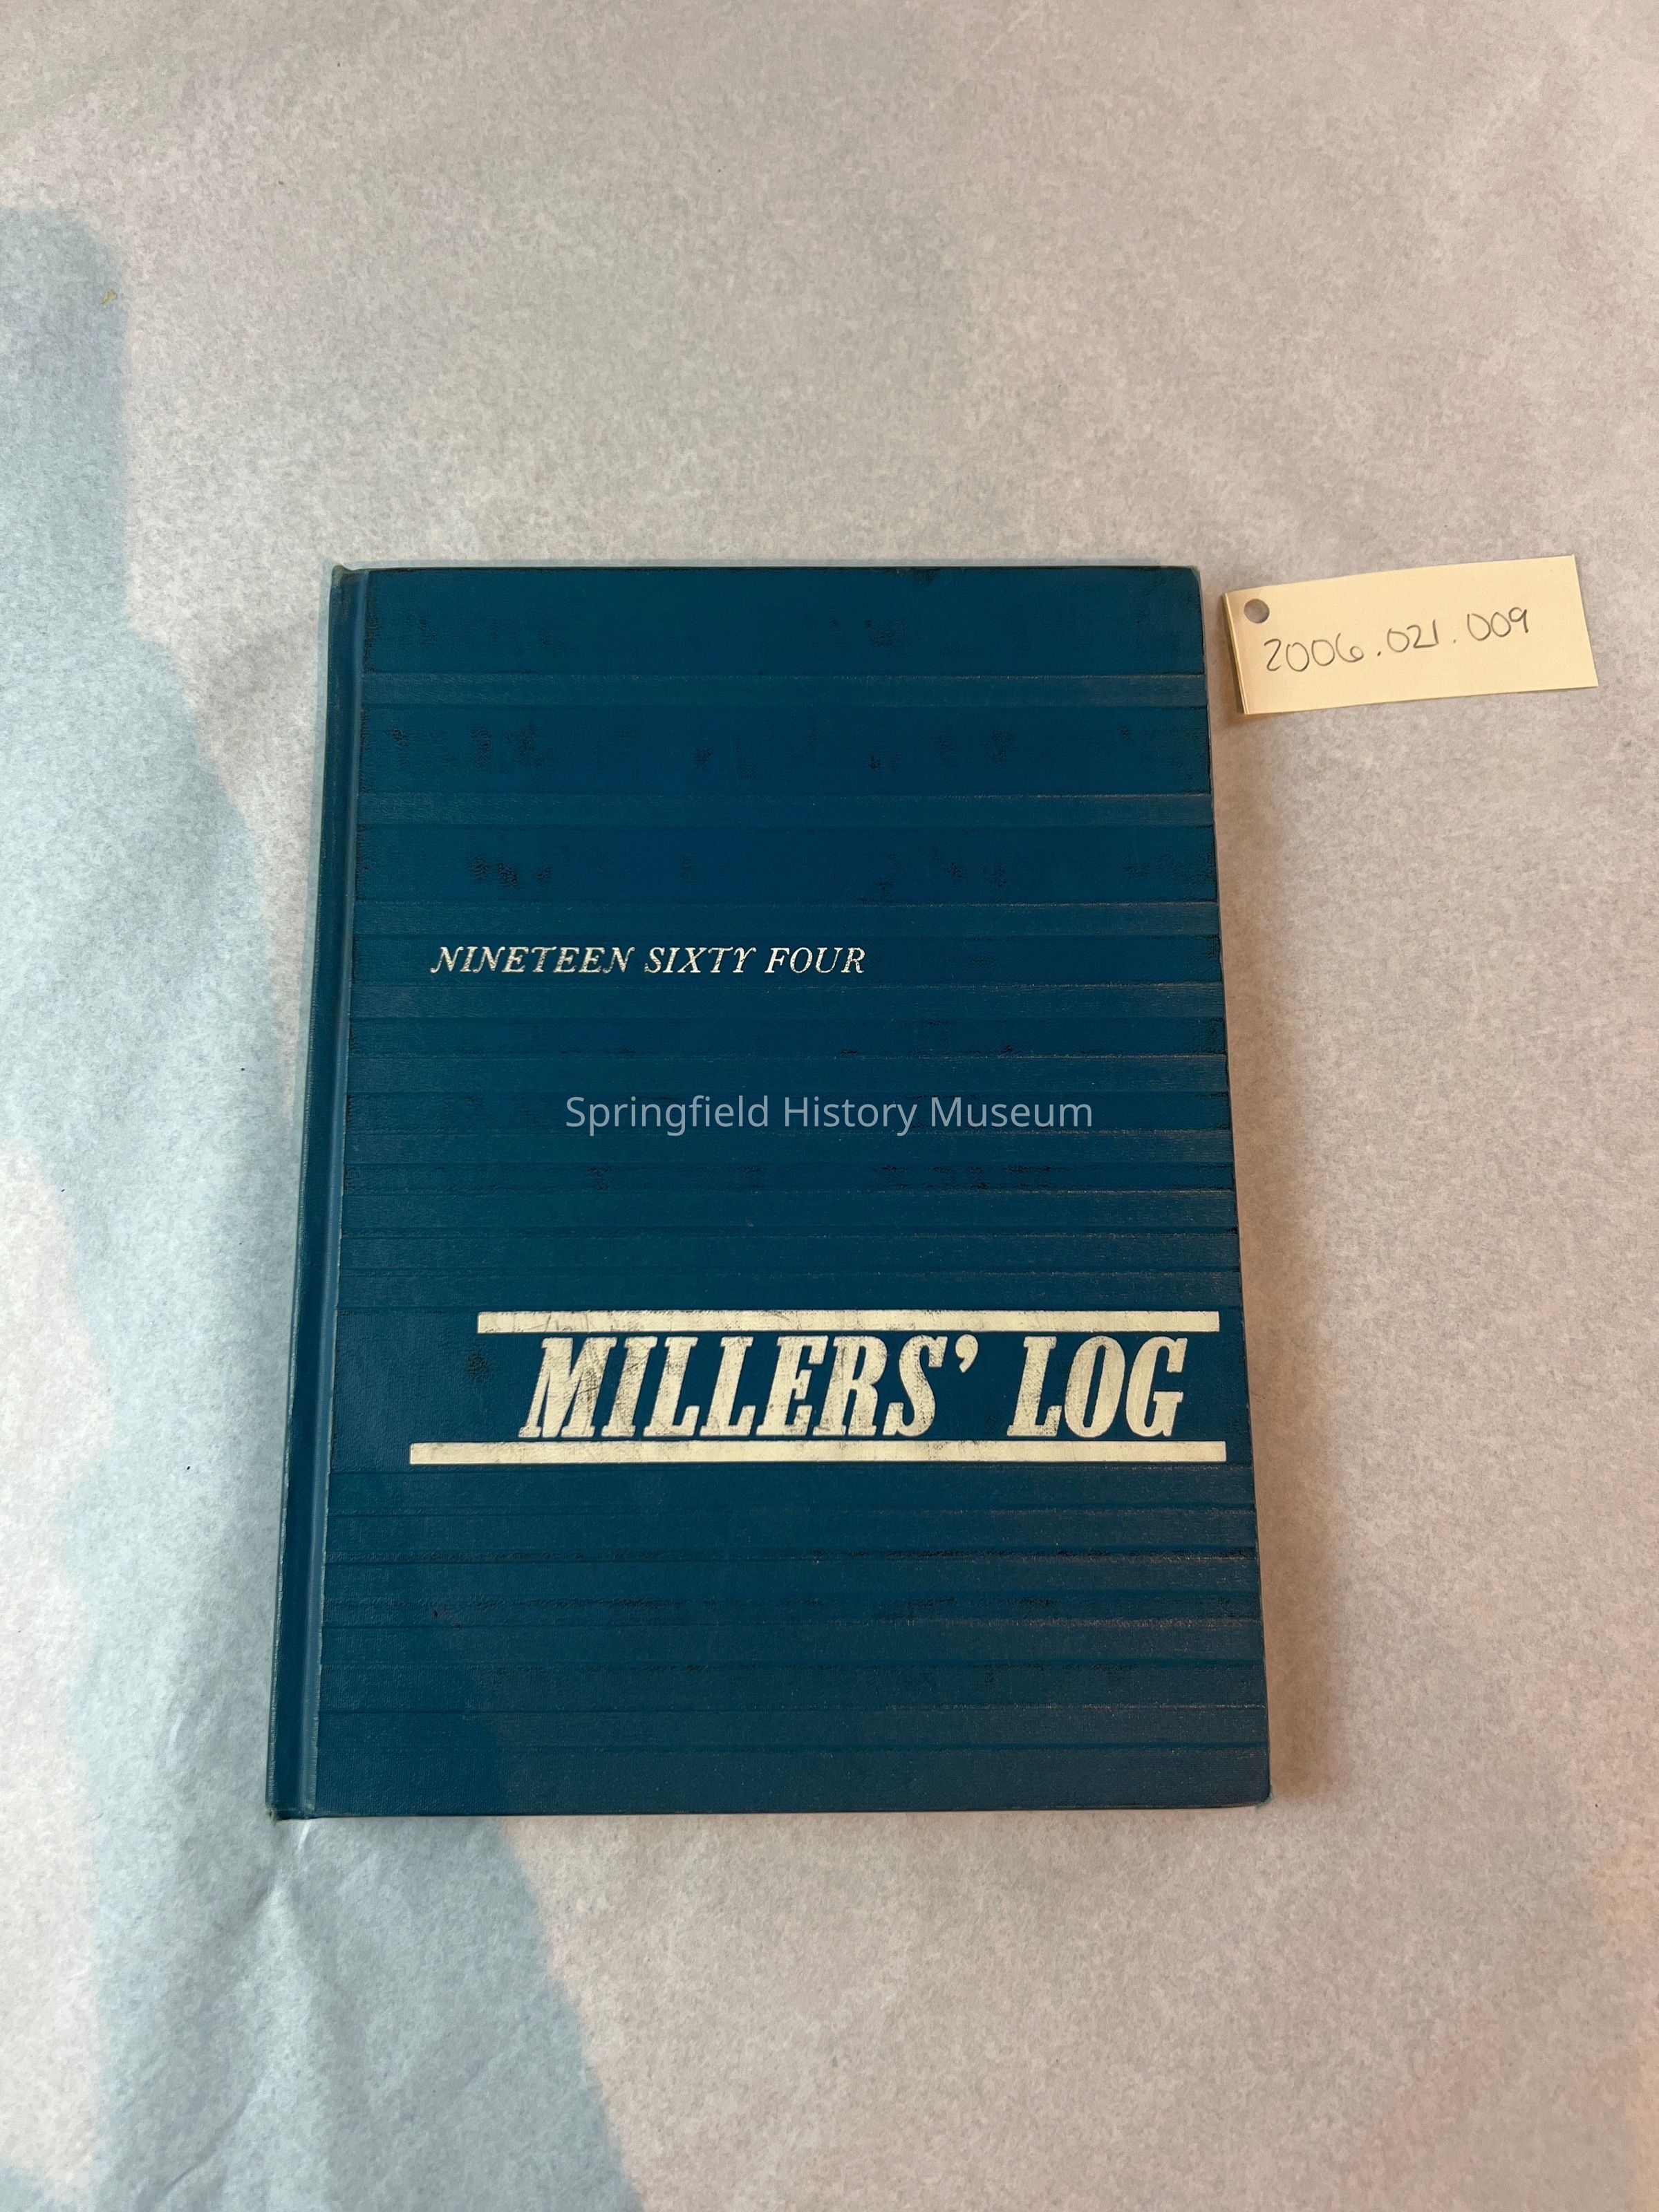 2006.021.009
NINETEEN SIXTY FOUR
Springfield History Museum
MILLERS' LOG